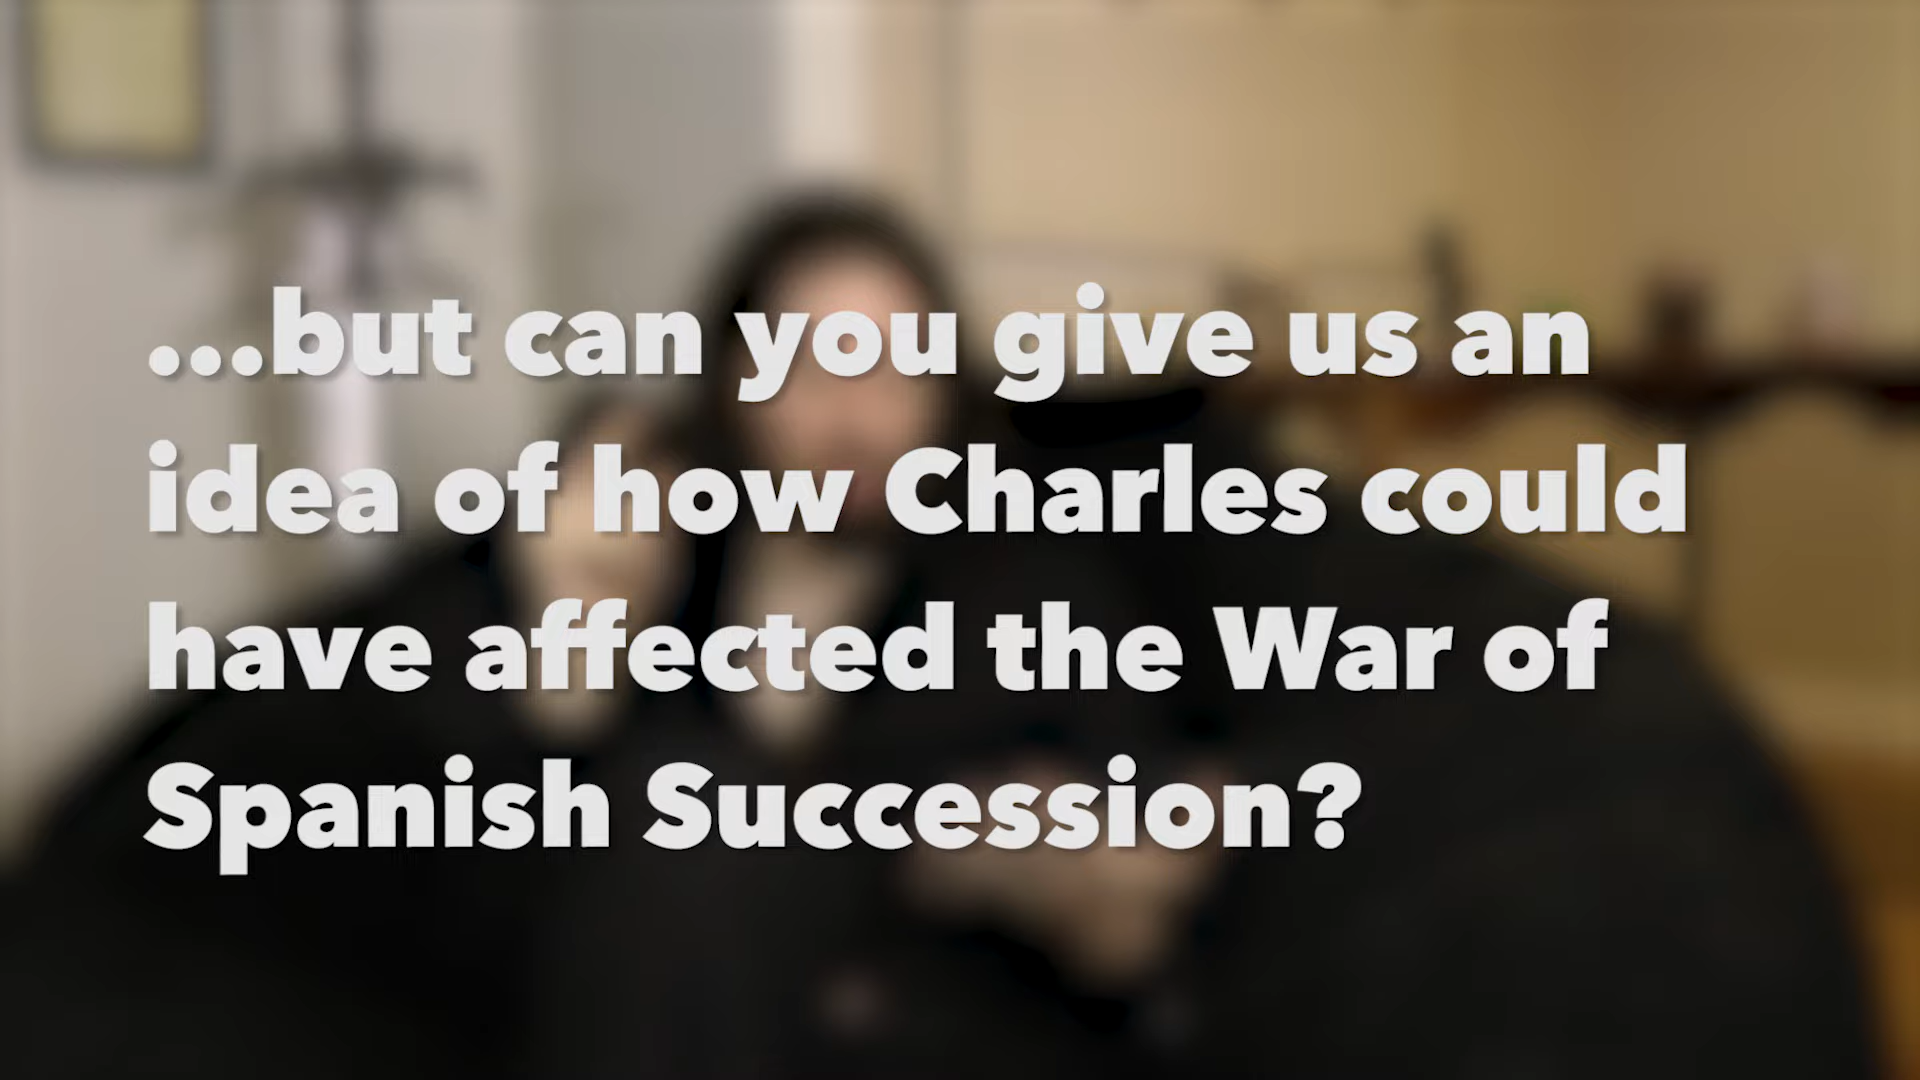 ...but can you give us an
idea of how Charles could
have affected the War of
Spanish Succession?